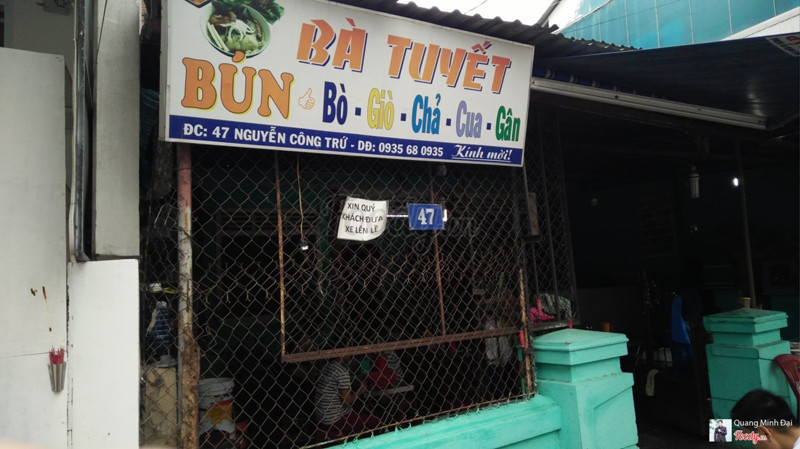 BÀ TUYẾT
BÚN Bò - Giò - Chả - Cua - Gân
ĐC: 47 NGUYỄN CÔNG TRỨ - DĐ: 0935 68 0935 Kính mời!
XIN QUÝ
KHÁCH ĐƯA
XE LÊN LỀ
47
Quang Minh Đại
Foody.vn